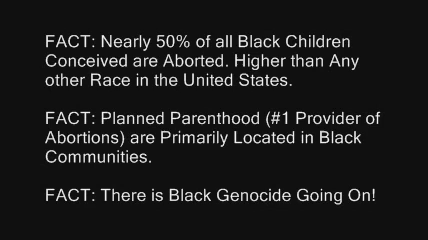 FACT: Nearly 50% of all Black Children
Conceived are Aborted. Higher than Any
other Race in the United States.
FACT: Planned Parenthood (#1 Provider of
Abortions) are Primarily Located in Black
Communities.
FACT: There is Black Genocide Going On!